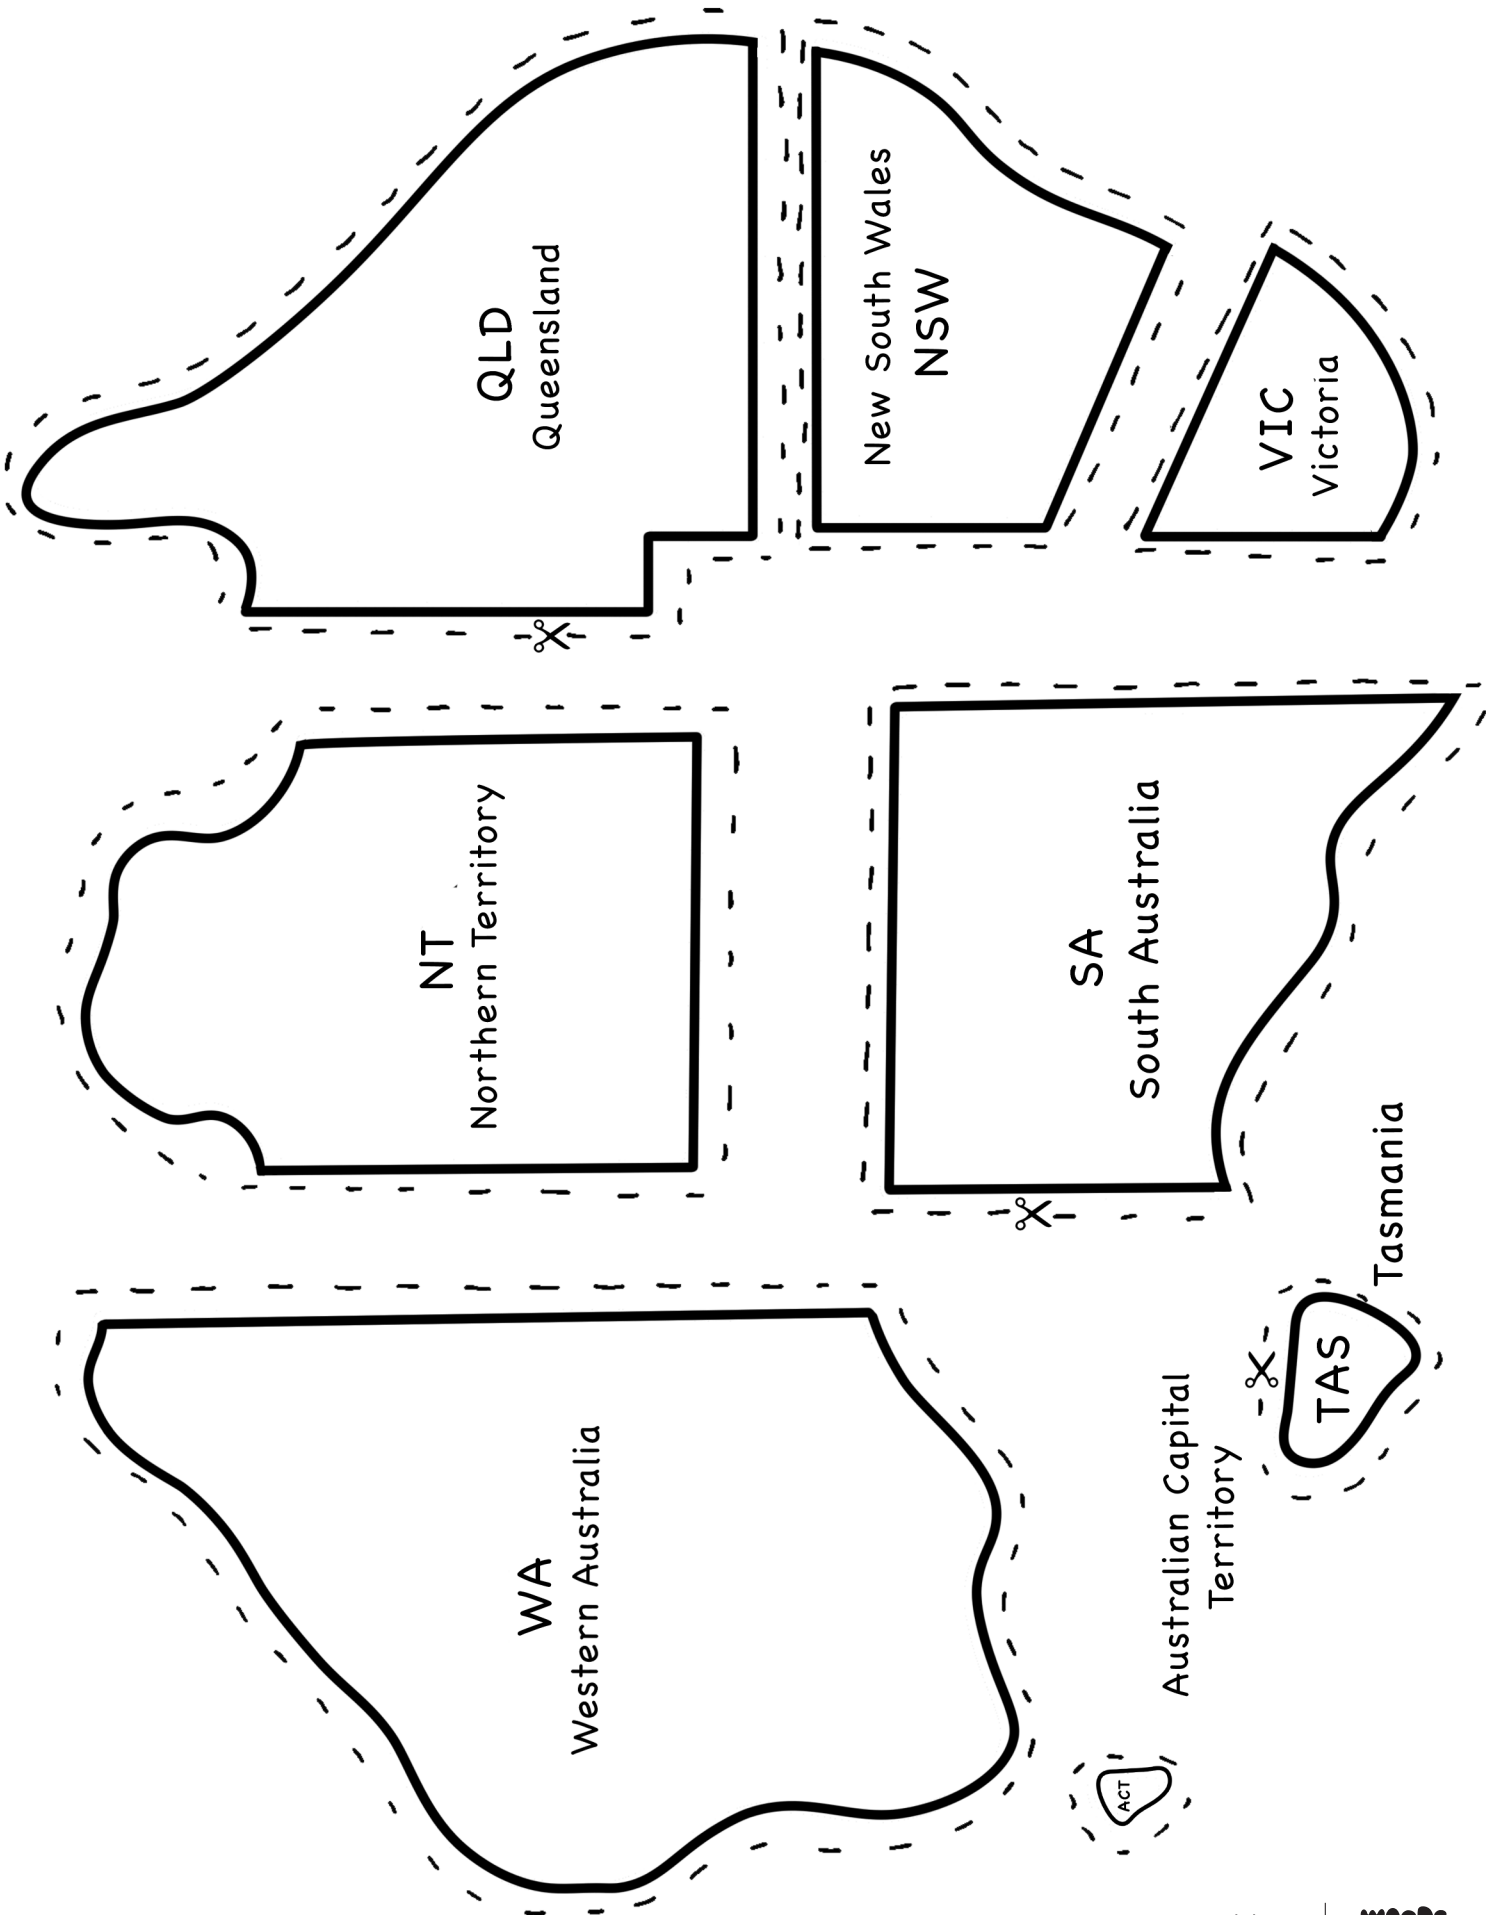 WA
Western Australia
NT
Northern Territory
QLD
Queensland
SA
South Australia
New South Wales
NSW
VIC
Victoria
Australian Capital
Territory
ACT
TAS
Tasmania